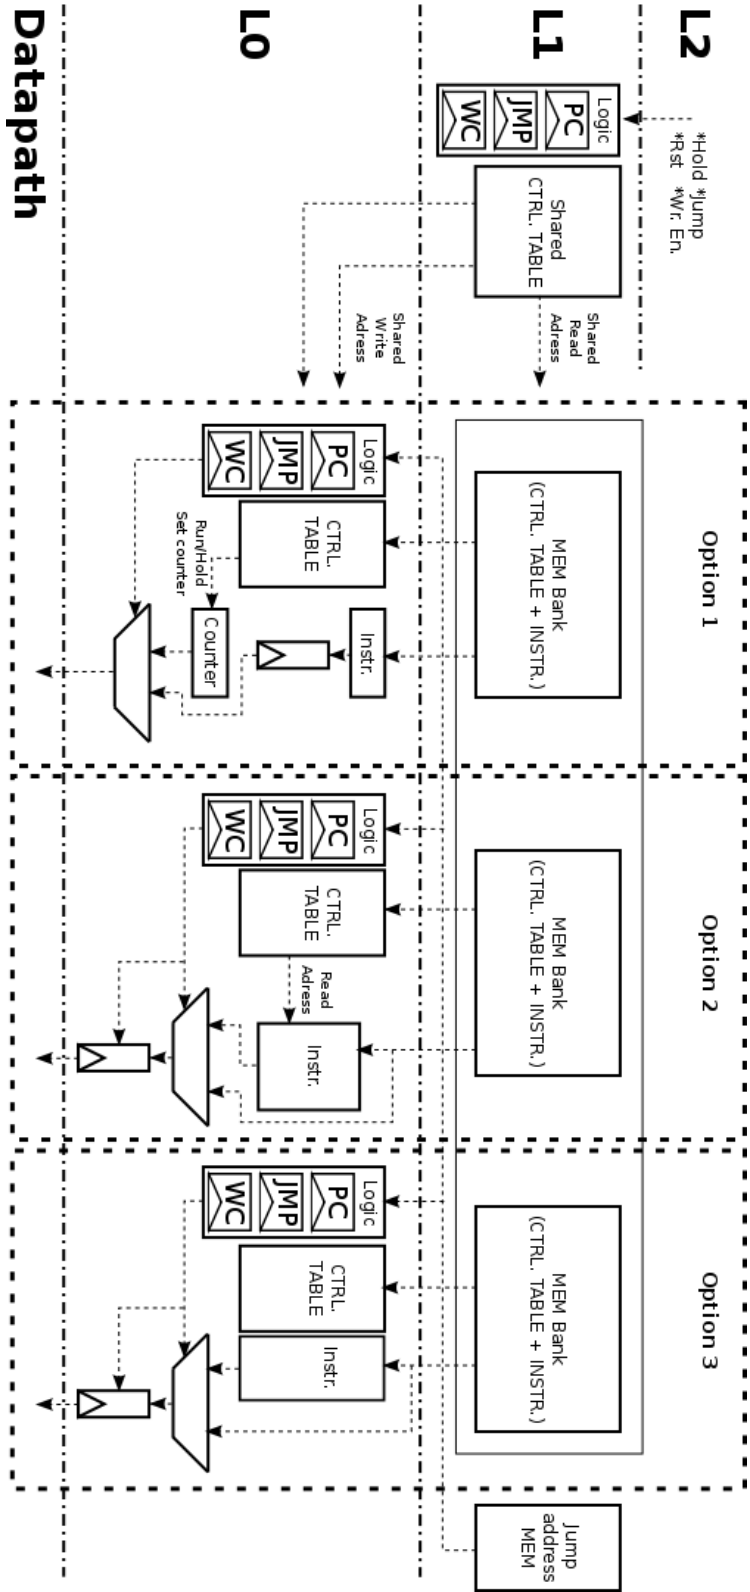 L2
*Hold *Jump
*Rst *Wr. En.
L1
Logic
PC
JMP
WC
Shared
CTRL. TABLE
Shared
Read
Adress
Shared
Write
Adress
L0
Datapath
Option 1
MEM Bank
(CTRL. TABLE + INSTR.)
Logic
PC
JMP
WC
CTRL.
TABLE
Run/Hold
Set counter
Counter
Instr.
Option 2
MEM Bank
(CTRL. TABLE + INSTR.)
Logic
PC
JMP
WC
CTRL.
TABLE
Read
Adress
Instr.
Option 3
MEM Bank
(CTRL. TABLE + INSTR.)
Logic
PC
JMP
WC
CTRL.
TABLE
Instr.
Jump
address
MEM